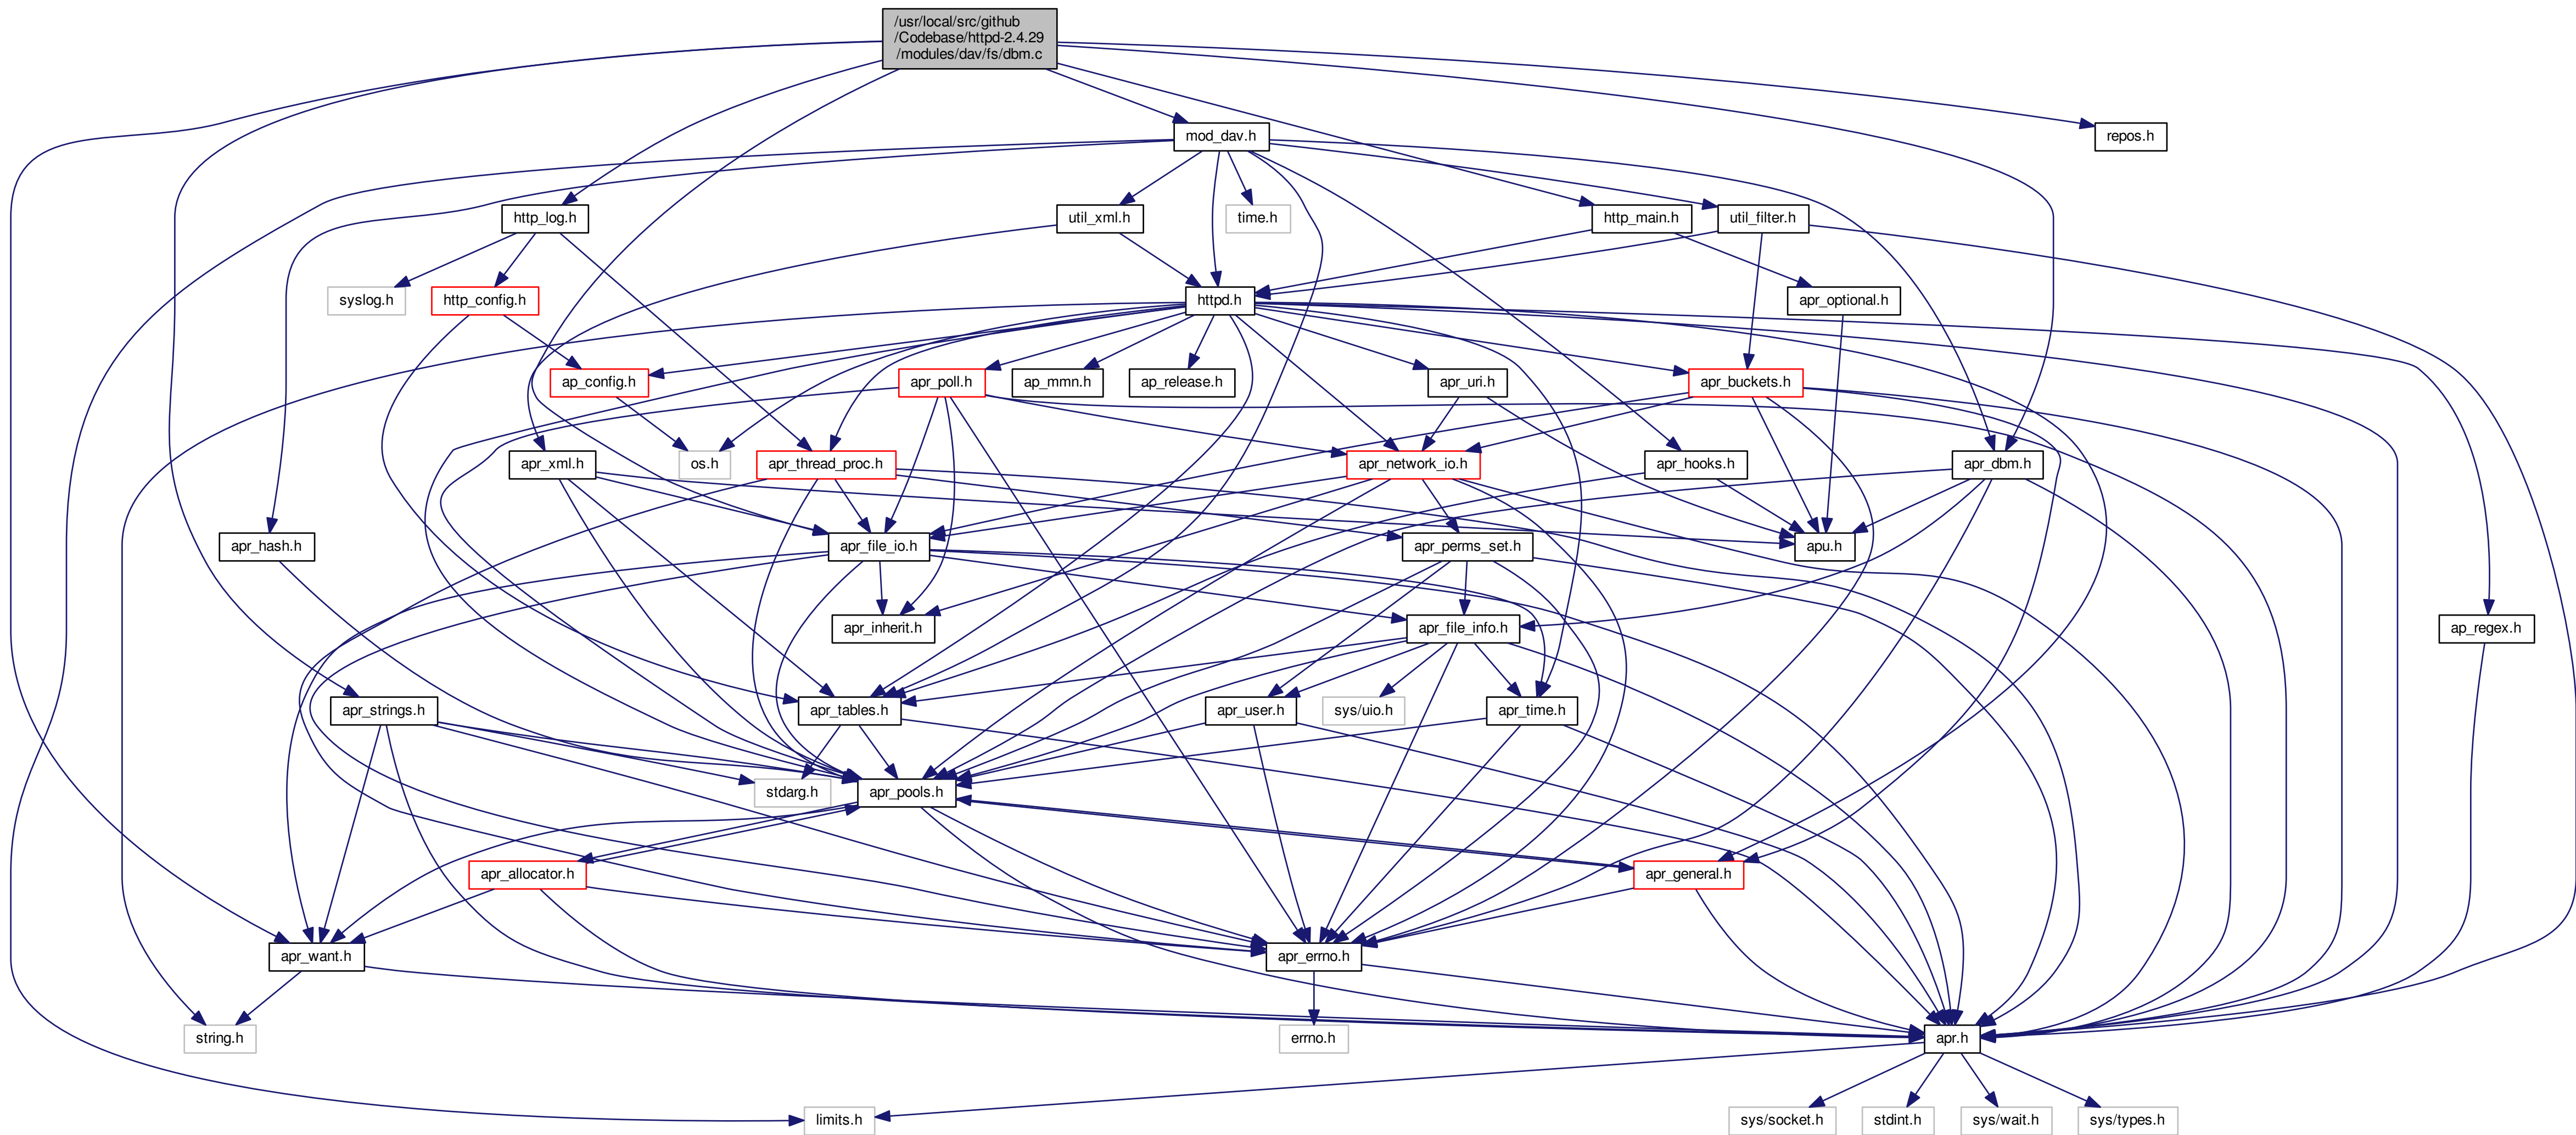 /usr/local/src/github
/Codebase/httpd-2.4.29
/modules/dav/fs/dbm.c
mod_dav.h
repos.h
http_log.h
util_xml.h
time.h
http_main.h
util_filter.h
syslog.h
http_config.h
httpd.h
apr_optional.h
ap_config.h
apr_poll.h
ap_mmn.h
ap_release.h
apr_uri.h
apr_buckets.h
apr_xml.h
os.h
apr_thread_proc.h
apr_network_io.h
apr_hooks.h
apr_dbm.h
apr_hash.h
apr_file_io.h
apr_perms_set.h
apu.h
apr_inherit.h
apr_file_info.h
ap_regex.h
apr_strings.h
apr_tables.h
apr_user.h
sys/uio.h
apr_time.h
stdarg.h
apr_pools.h
apr_allocator.h
apr_general.h
apr_want.h
apr_errno.h
string.h
errno.h
apr.h
limits.h
sys/socket.h
stdint.h
sys/wait.h
sys/types.h